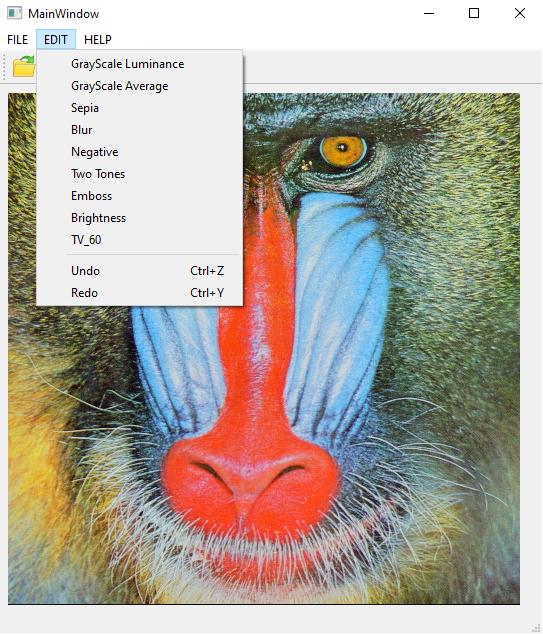 MainWindow
FILE EDIT HELP
GrayScale Luminance
GrayScale Average
Sepia
Blur
Negative
Two Tones
Emboss
Brightness
TV_60
Undo Ctrl+Z
Redo Ctrl+Y